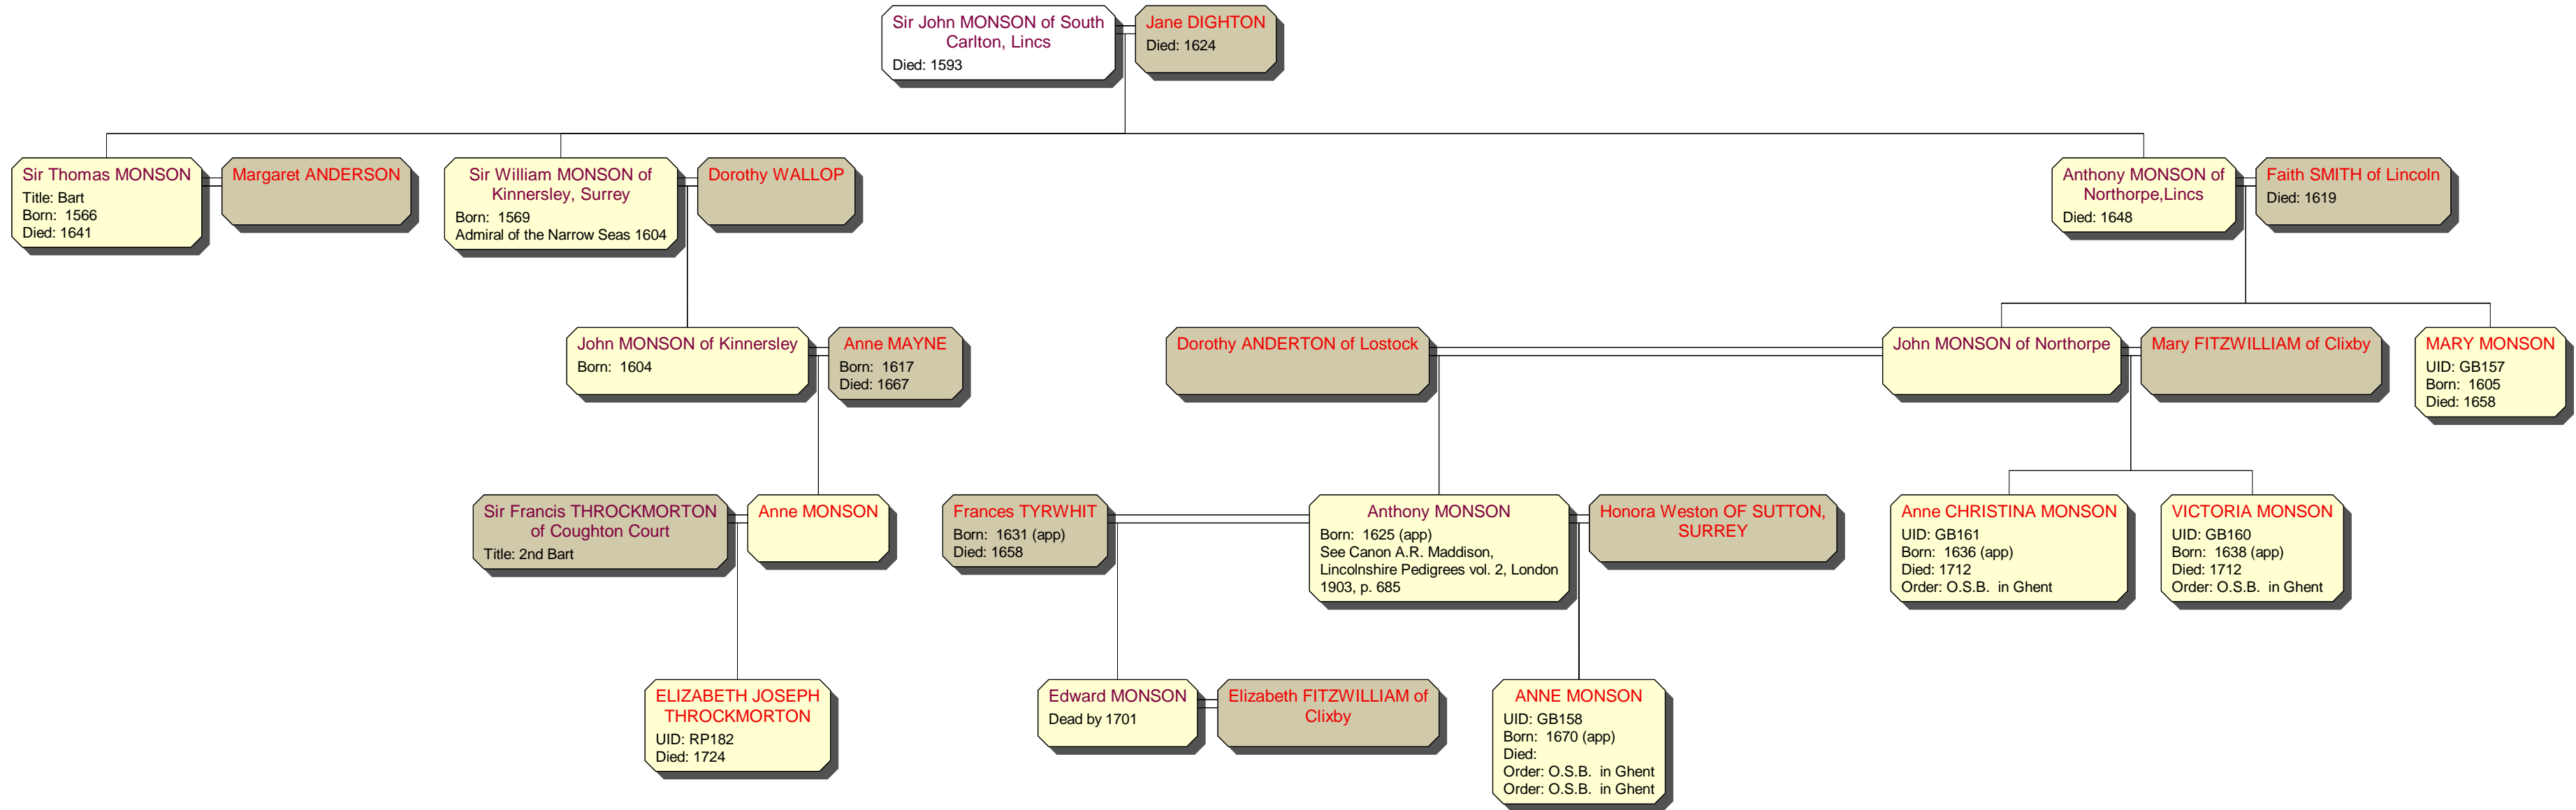 Sir John MONSON of South
Carlton, Lincs
Died: 1593
Jane DIGHTON
Died: 1624
Sir Thomas MONSON
Title: Bart
Born: 1566
Died: 1641
Margaret ANDERSON
Sir William MONSON of
Kinnersley, Surrey
Born: 1569
Admiral of the Narrow Seas 1604
Dorothy WALLOP
Anthony MONSON of
Northorpe,Lincs
Died: 1648
Faith SMITH of Lincoln
Died: 1619
John MONSON of Kinnersley
Born: 1604
Anne MAYNE
Born: 1617
Died: 1667
Dorothy ANDERTON of Lostock
John MONSON of Northorpe
Mary FITZWILLIAM of Clixby
MARY MONSON
UID: GB157
Born: 1605
Died: 1658
Sir Francis THROCKMORTON
of Coughton Court
Title: 2nd Bart
Anne MONSON
Frances TYRWHIT
Born: 1631 (app)
Died: 1658
Anthony MONSON
Born: 1625 (app)
See Canon A.R. Maddison,
Lincolnshire Pedigrees vol. 2, London
1903, p. 685
Honora Weston OF SUTTON,
SURREY
Anne CHRISTINA MONSON
UID: GB161
Born: 1636 (app)
Died: 1712
Order: O.S.B. in Ghent
VICTORIA MONSON
UID: GB160
Born: 1638 (app)
Died: 1712
Order: O.S.B. in Ghent
ELIZABETH JOSEPH
THROCKMORTON
UID: RP182
Died: 1724
Edward MONSON
Dead by 1701
Elizabeth FITZWILLIAM of
Clixby
ANNE MONSON
UID: GB158
Born: 1670 (app)
Died:
Order: O.S.B. in Ghent
Order: O.S.B. in Ghent